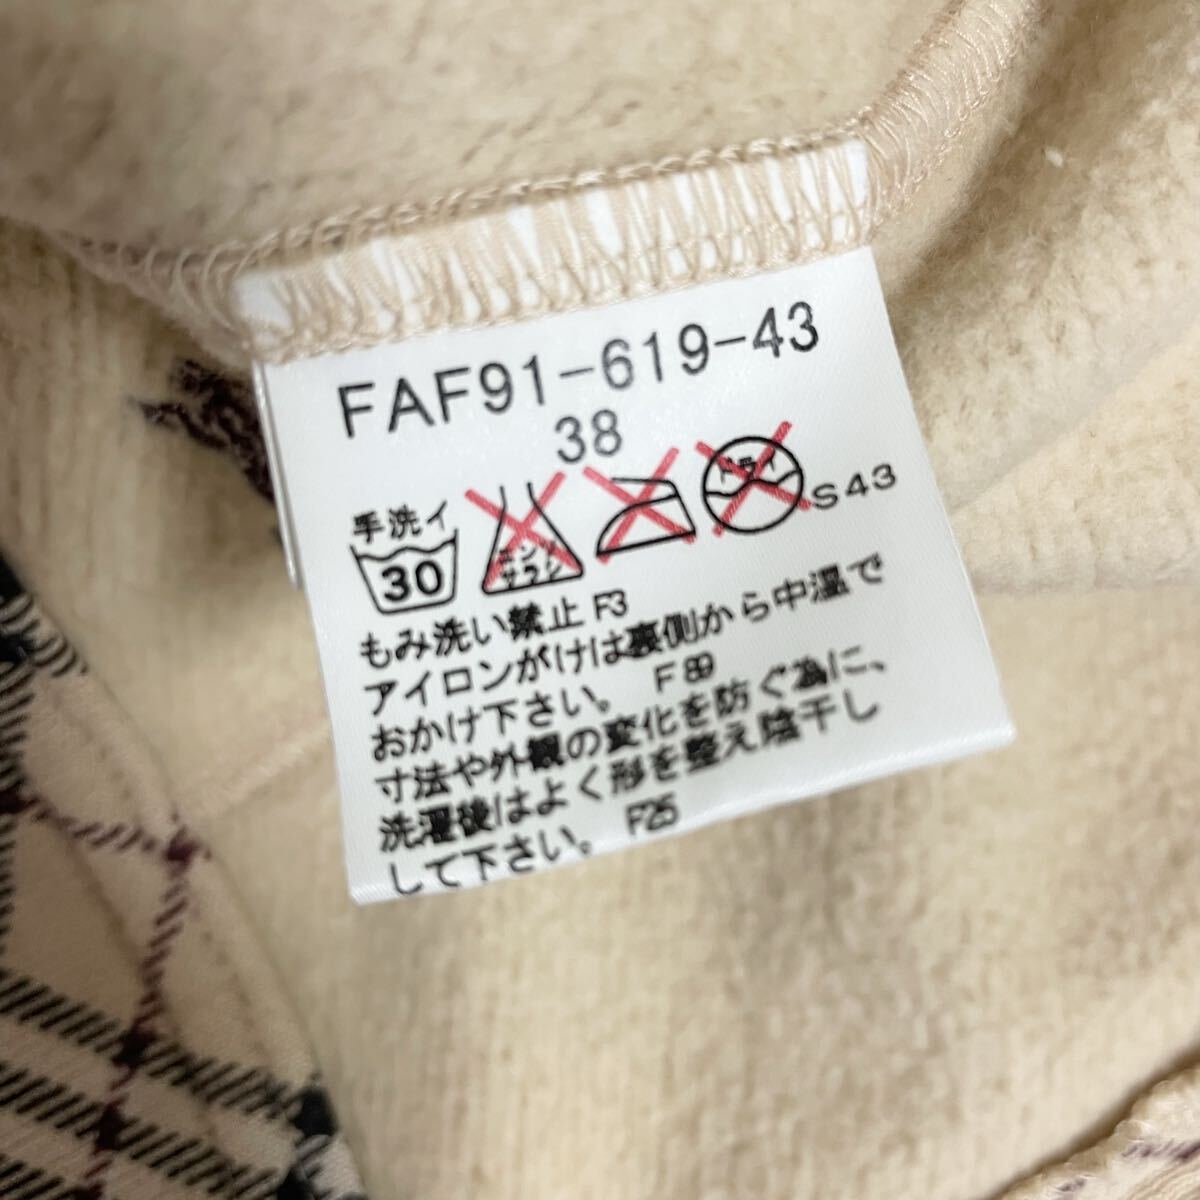 FAF91-619-43
38
手洗イ
30
エンソ
サラシ
ドライ
S43
もみ洗い禁止 F3
アイロンがけは裏側から中温で
おかけ下さい。 F89
寸法や外観の変化を防ぐ為に、
洗濯後はよく形を整え陰干し
して下さい。 F25